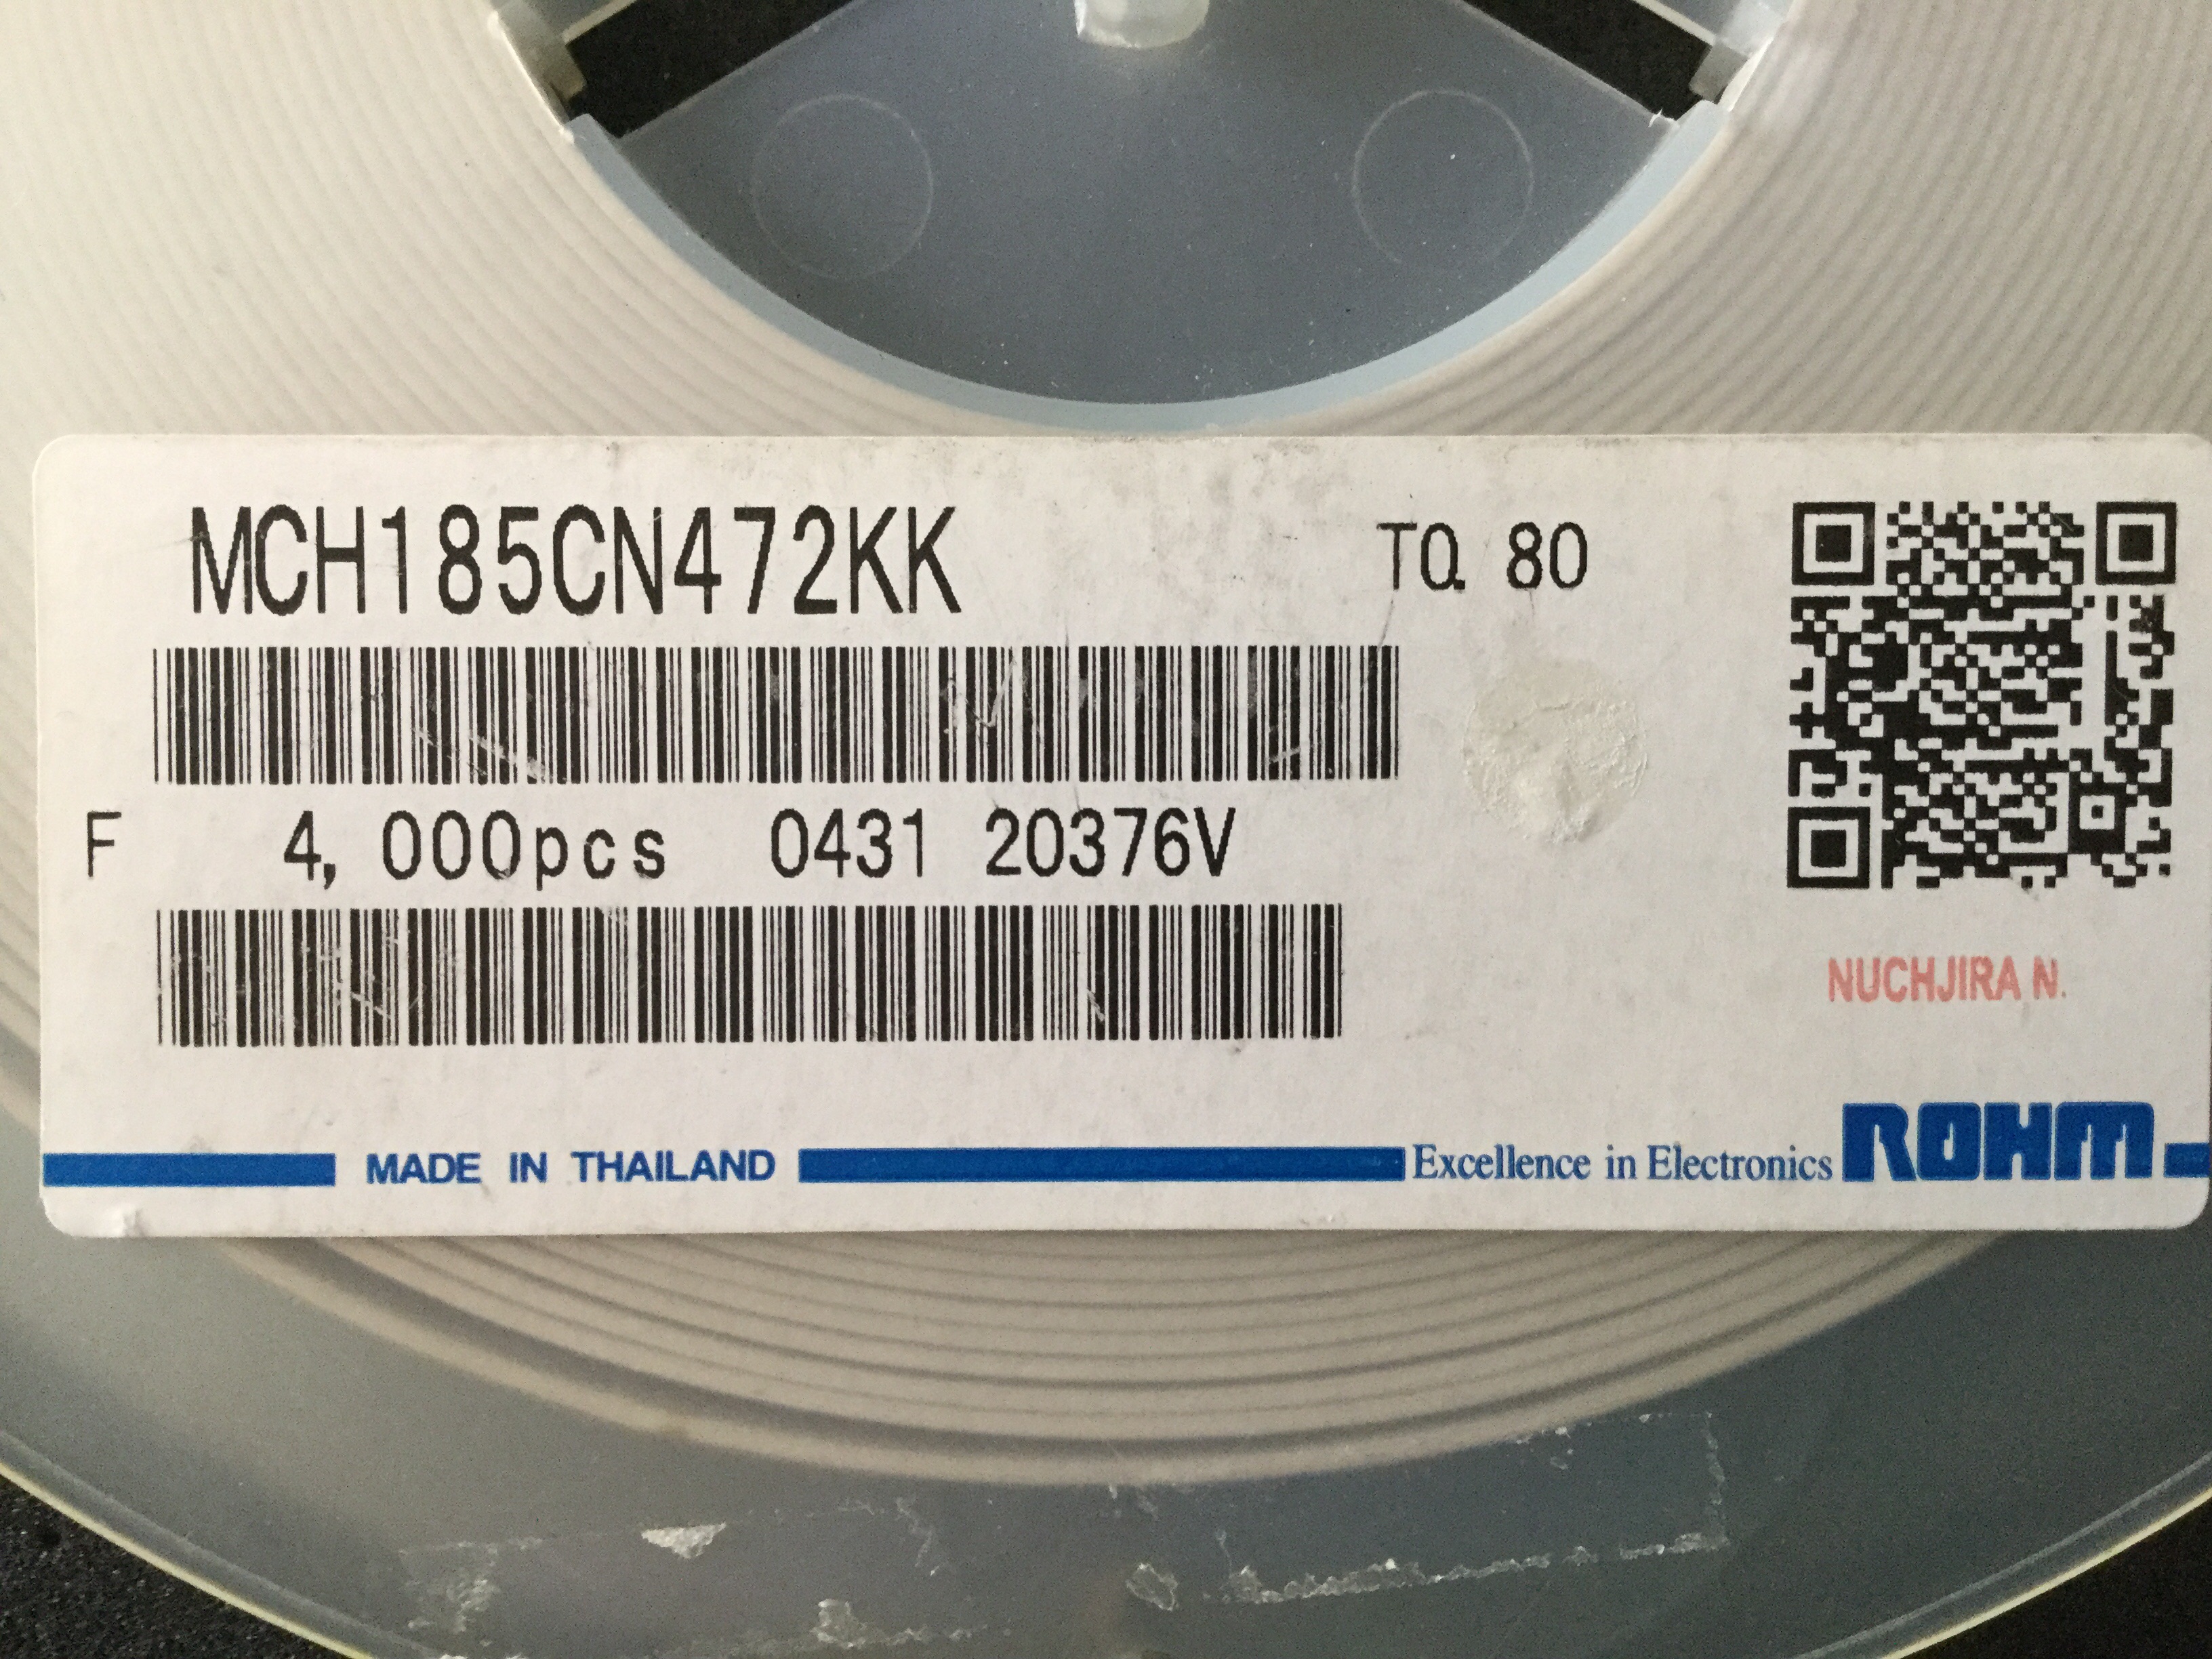 MCH185CN472KK TQ 80
F 4, 000pcs 0431 20376V
NUCHJIRA N.
MADE IN THAILAND Excellence in Electronics ROHM